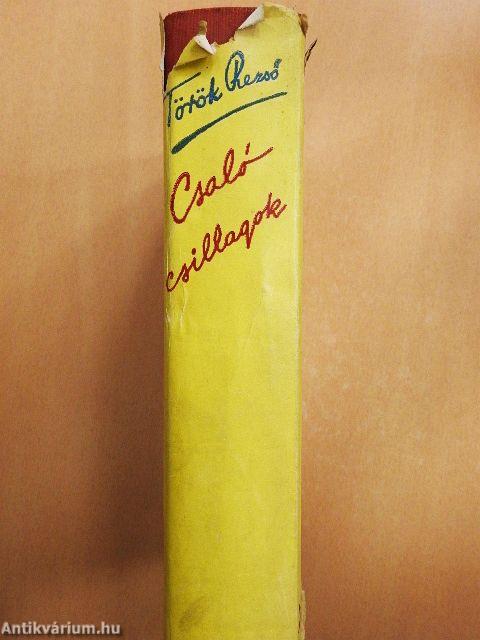 Török Rezső
Csaló
csillagok
Antikvárium.hu